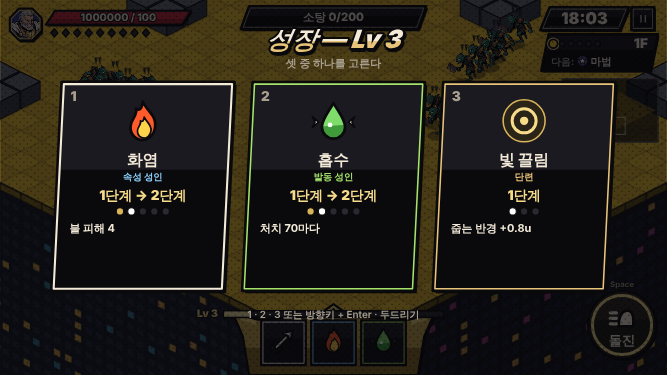 1000000 / 100
소탕 0/200
18:03
1F
다음: 마법
성장 — Lv 3
셋 중 하나를 고른다
1
화염
속성 성인
1단계 → 2단계
불 피해 4
2
흡수
발동 성인
1단계 → 2단계
처치 70마다
3
빛 끌림
단련
1단계
줍는 반경 +0.8u
Lv 3
1 · 2 · 3 또는 방향키 + Enter · 두드리기
Space
돌진